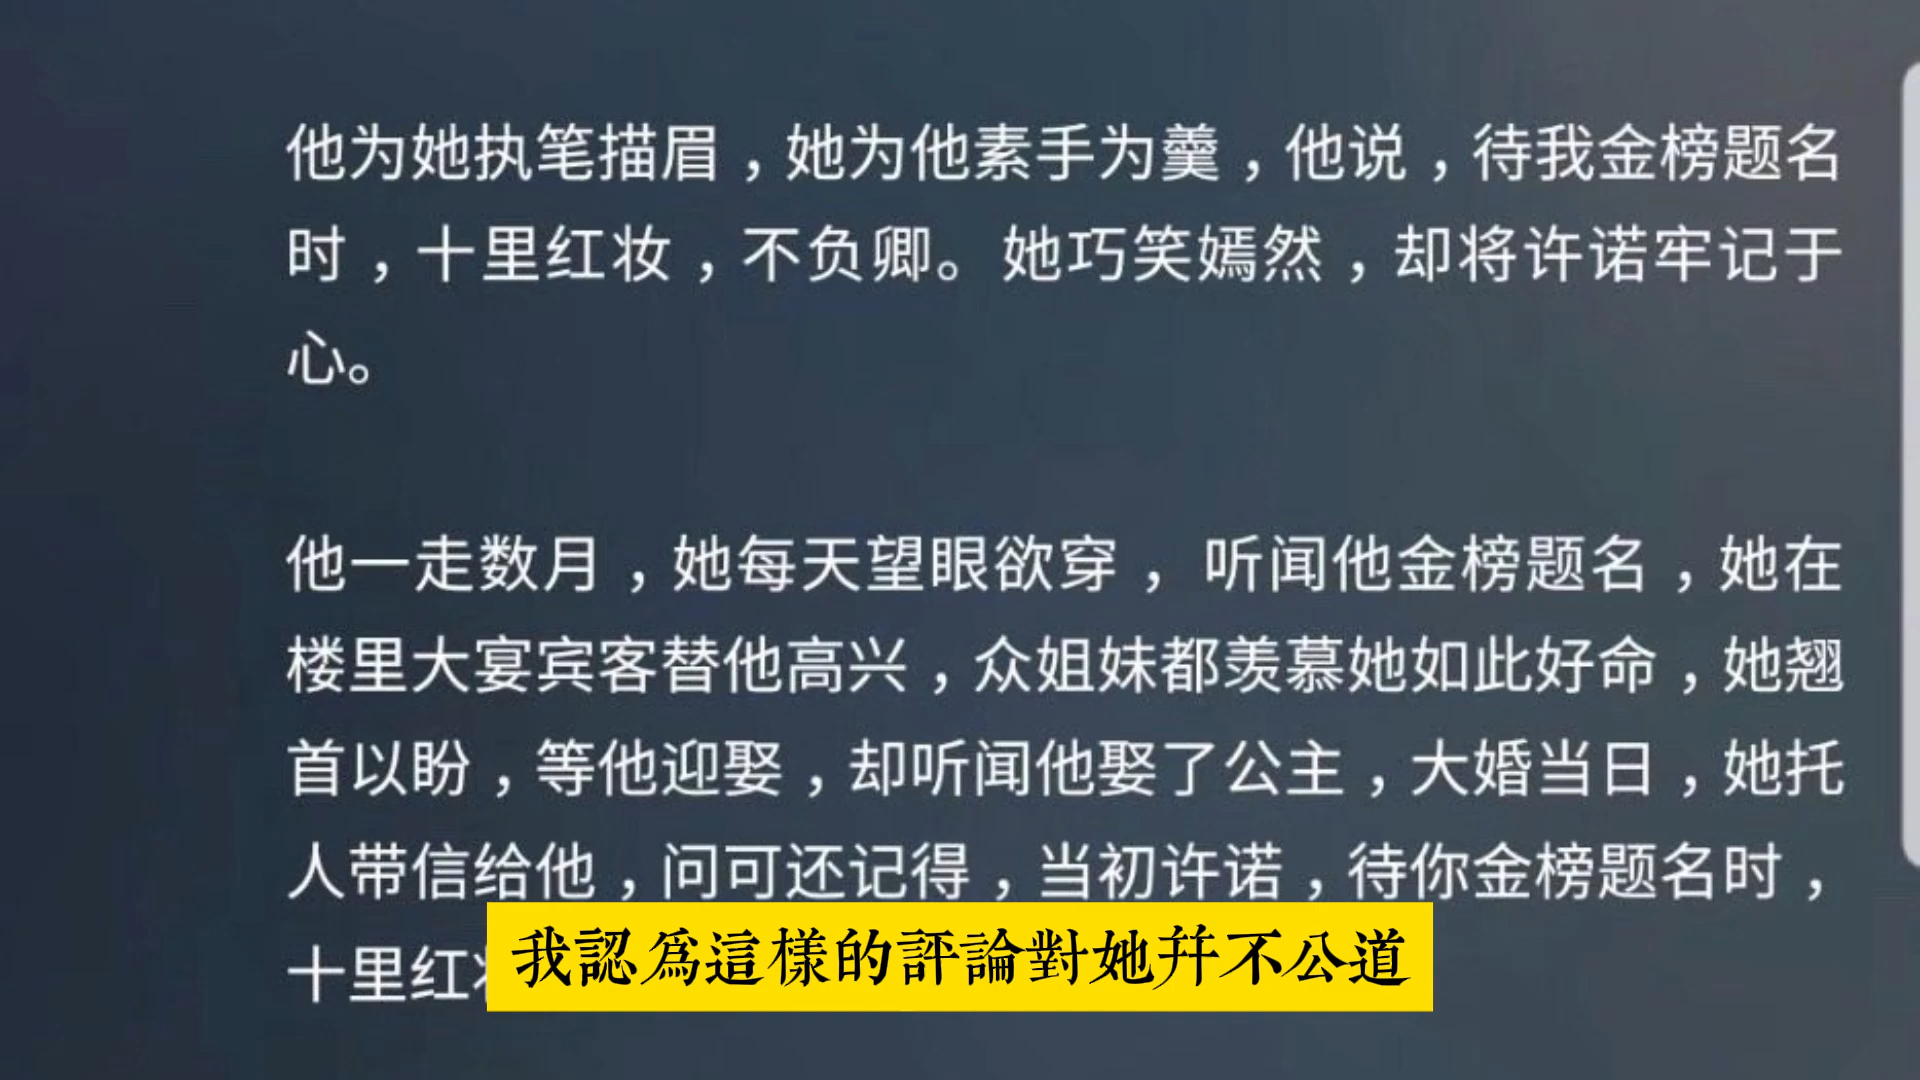 他为她执笔描眉，她为他素手为羹，他说，待我金榜题名
时，十里红妆，不负卿。她巧笑嫣然，却将许诺牢记于
心。
他一走数月，她每天望眼欲穿，听闻他金榜题名，她在
楼里大宴宾客替他高兴，众姐妹都羡慕她如此好命，她翘
首以盼，等他迎娶，却听闻他娶了公主，大婚当日，她托
人带信给他，问可还记得，当初许诺，待你金榜题名时，
十里红
我認爲這樣的評論對她并不公道